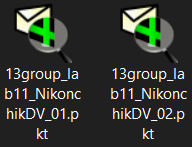 13group_la
b11_Nikonc
hikDV_01.p
kt
13group_la
b11_Nikonc
hikDV_02.p
kt